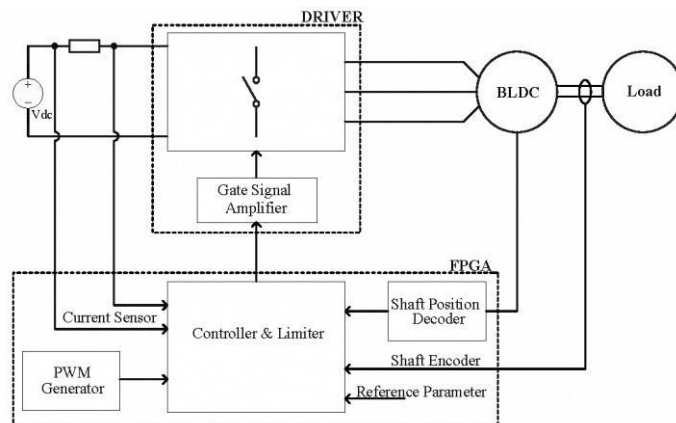 DRIVER
+
−
Vdc
BLDC
Load
Gate Signal
Amplifier
FPGA
Current Sensor
Controller & Limiter
Shaft Position
Decoder
PWM
Generator
Shaft Encoder
Reference Parameter